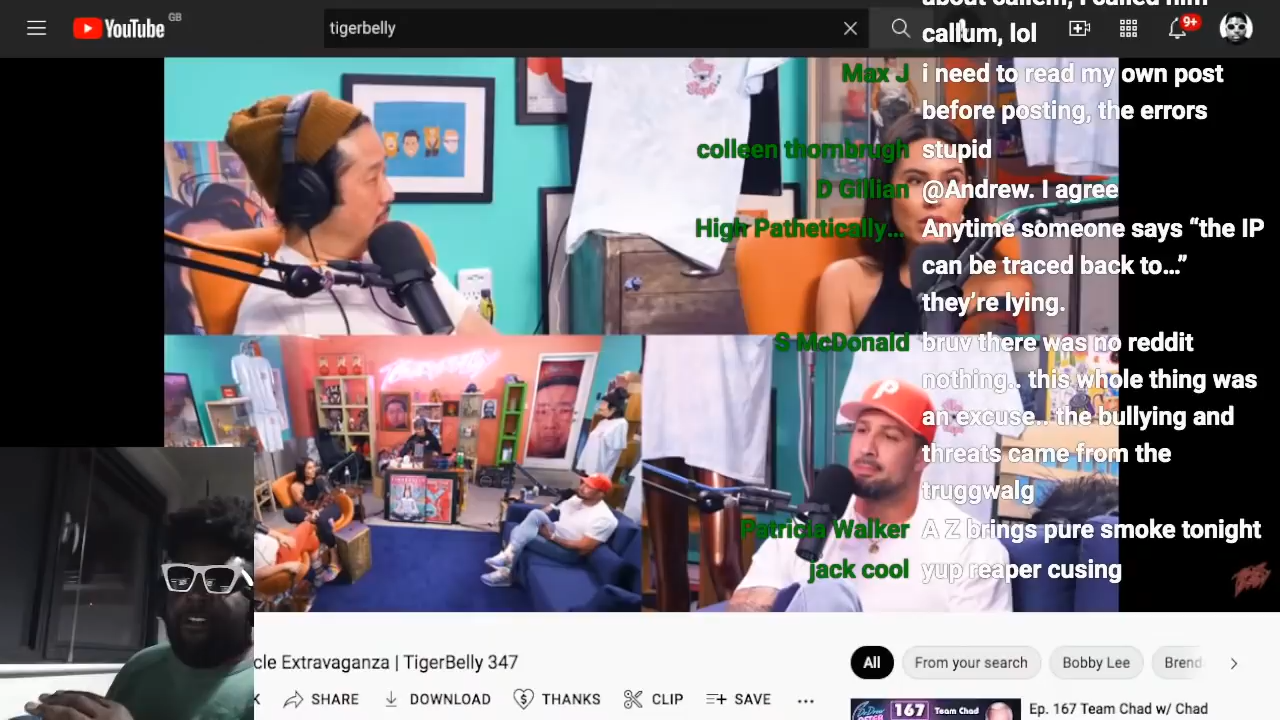 YouTube GB
tigerbelly
9+
callum, lol
Max J i need to read my own post
before posting, the errors
colleen thornbrugh stupid
D Gillian @Andrew. I agree
High Pathetically... Anytime someone says “the IP
can be traced back to...”
they’re lying.
S McDonald bruv there was no reddit
nothing.. this whole thing was
an excuse.. the bullying and
threats came from the
truggwalg
Patricia Walker A Z brings pure smoke tonight
jack cool yup reaper cusing
cle Extravaganza | TigerBelly 347
SHARE DOWNLOAD THANKS CLIP SAVE ...
All From your search Bobby Lee Brend
167 Team Chad
Ep. 167 Team Chad w/ Chad